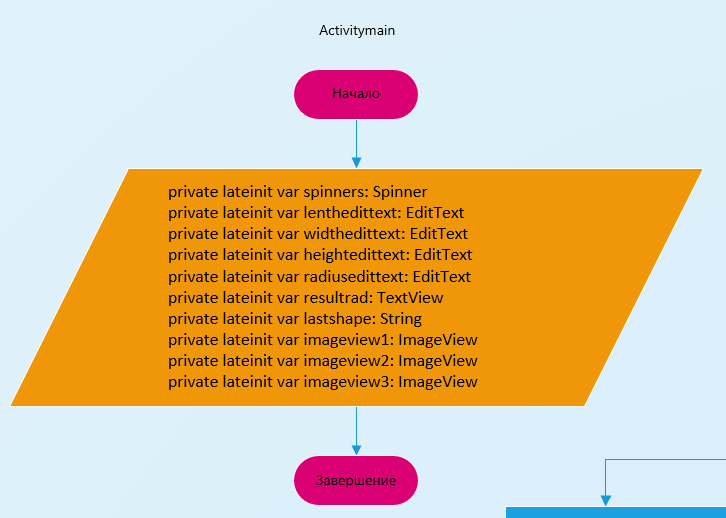 Activitymain
Начало
private lateinit var spinners: Spinner
private lateinit var lenthedittext: EditText
private lateinit var widthedittext: EditText
private lateinit var heightedittext: EditText
private lateinit var radiusedittext: EditText
private lateinit var resultrad: TextView
private lateinit var lastshape: String
private lateinit var imageview1: ImageView
private lateinit var imageview2: ImageView
private lateinit var imageview3: ImageView
Завершение